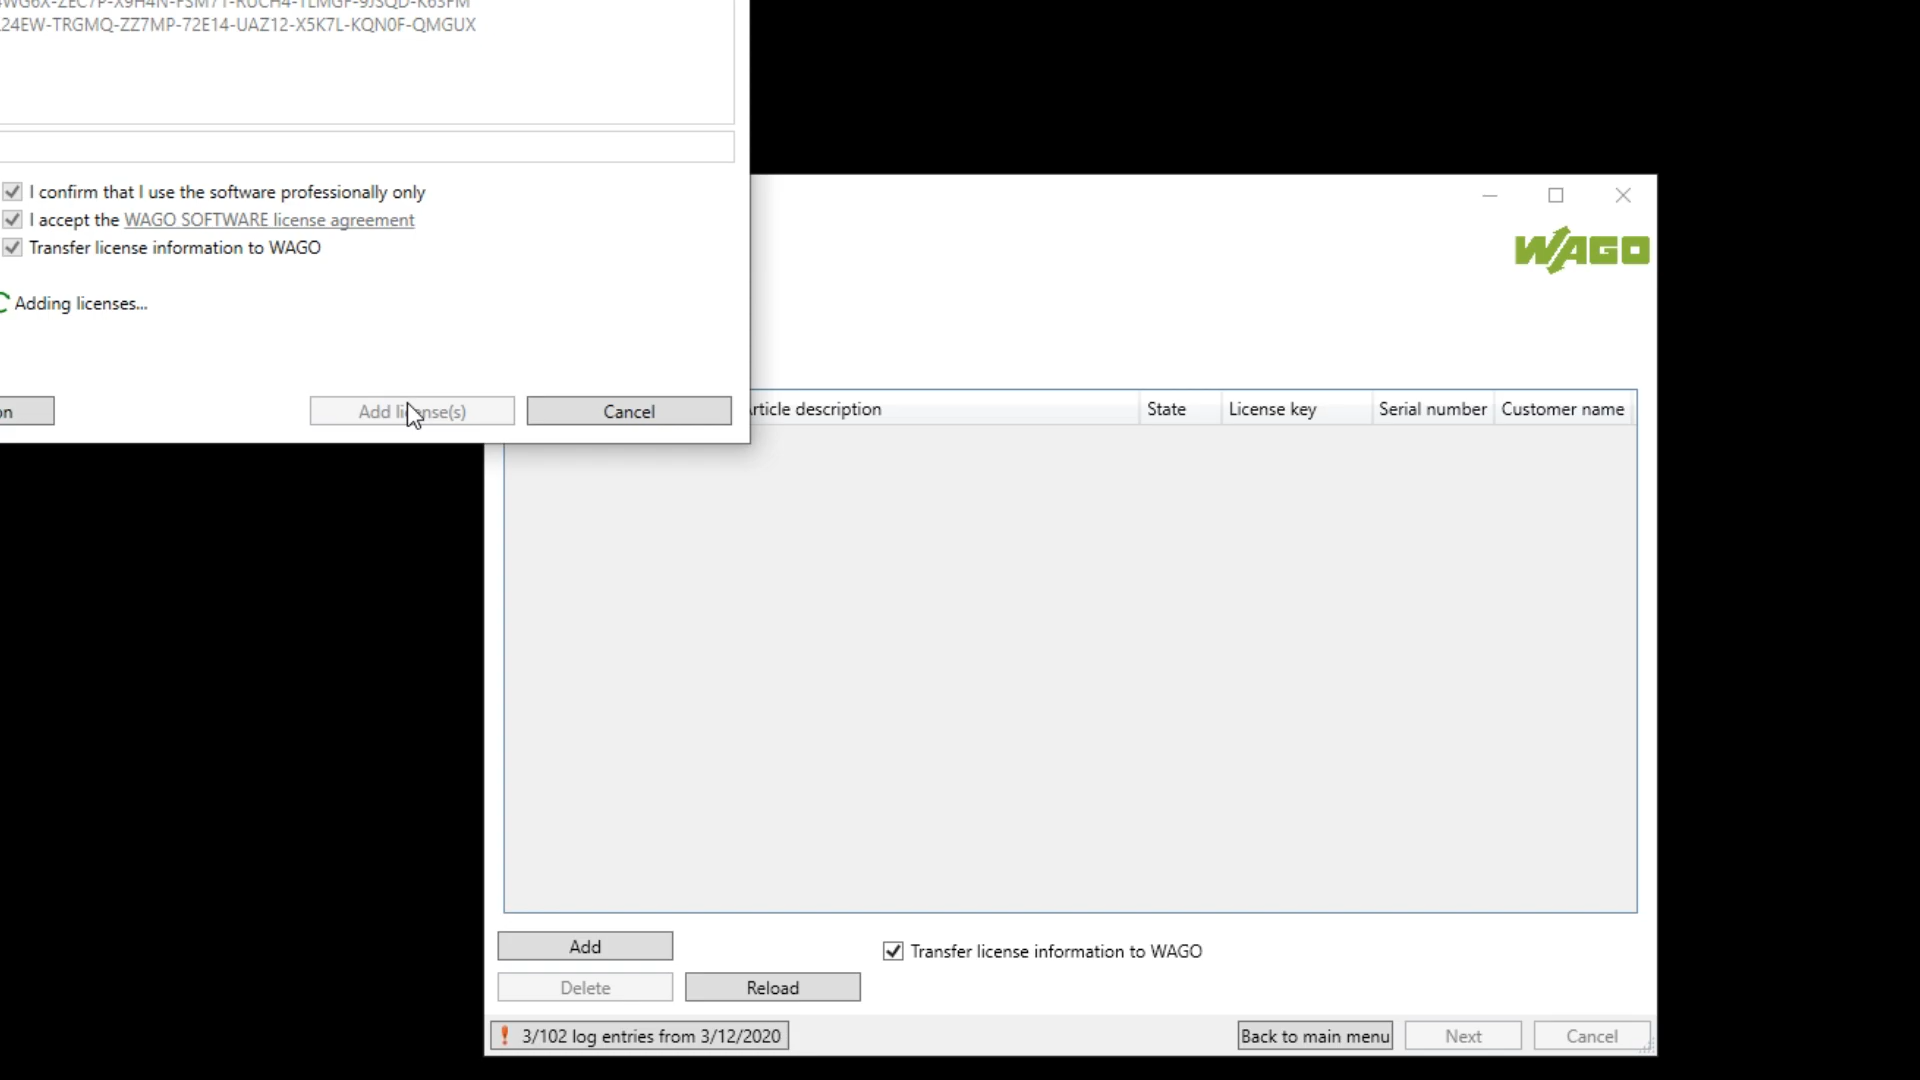 24EW-TRGMQ-ZZ7MP-72E14-UAZ12-X5K7L-KQN0F-QMGUX
I confirm that I use the software professionally only
I accept the WAGO SOFTWARE license agreement
Transfer license information to WAGO
Adding licenses...
on
Add license(s)
Cancel
WAGO
rticle description
State
License key
Serial number
Customer name
Add
Transfer license information to WAGO
Delete
Reload
3/102 log entries from 3/12/2020
Back to main menu
Next
Cancel